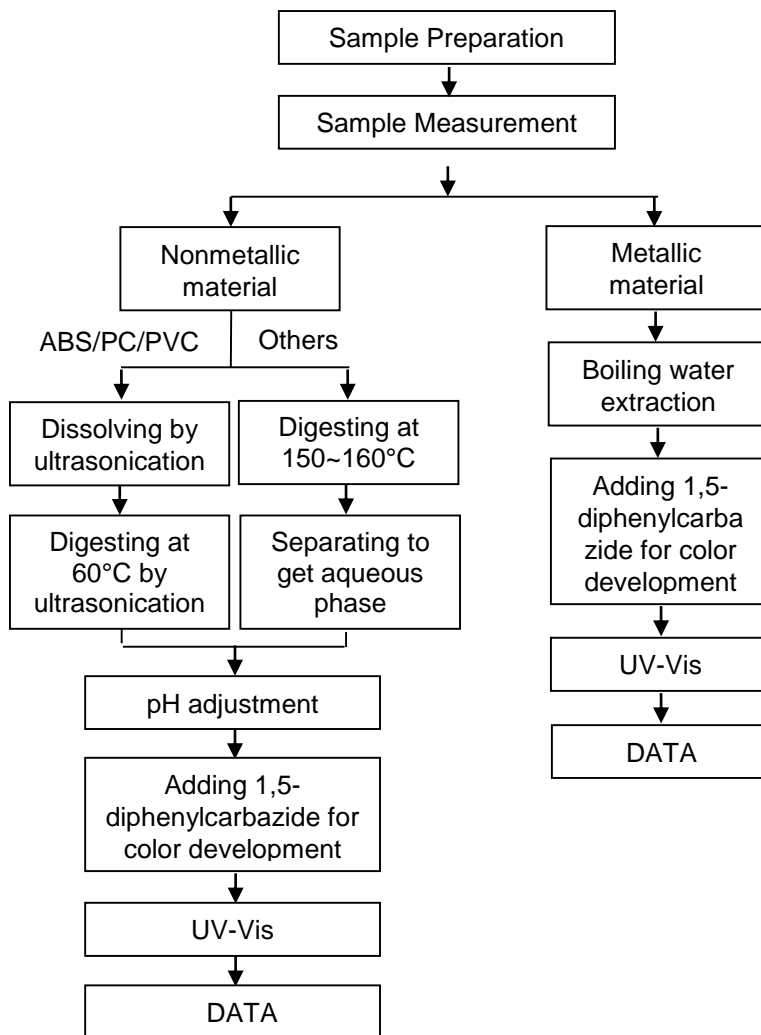 Sample Preparation
Sample Measurement
Nonmetallic
material
ABS/PC/PVC
Others
Dissolving by
ultrasonication
Digesting at
150~160°C
Digesting at
60°C by
ultrasonication
Separating to
get aqueous
phase
pH adjustment
Adding 1,5-
diphenylcarbazide for
color development
UV-Vis
DATA
Metallic
material
Boiling water
extraction
Adding 1,5-
diphenylcarba
zide for color
development
UV-Vis
DATA